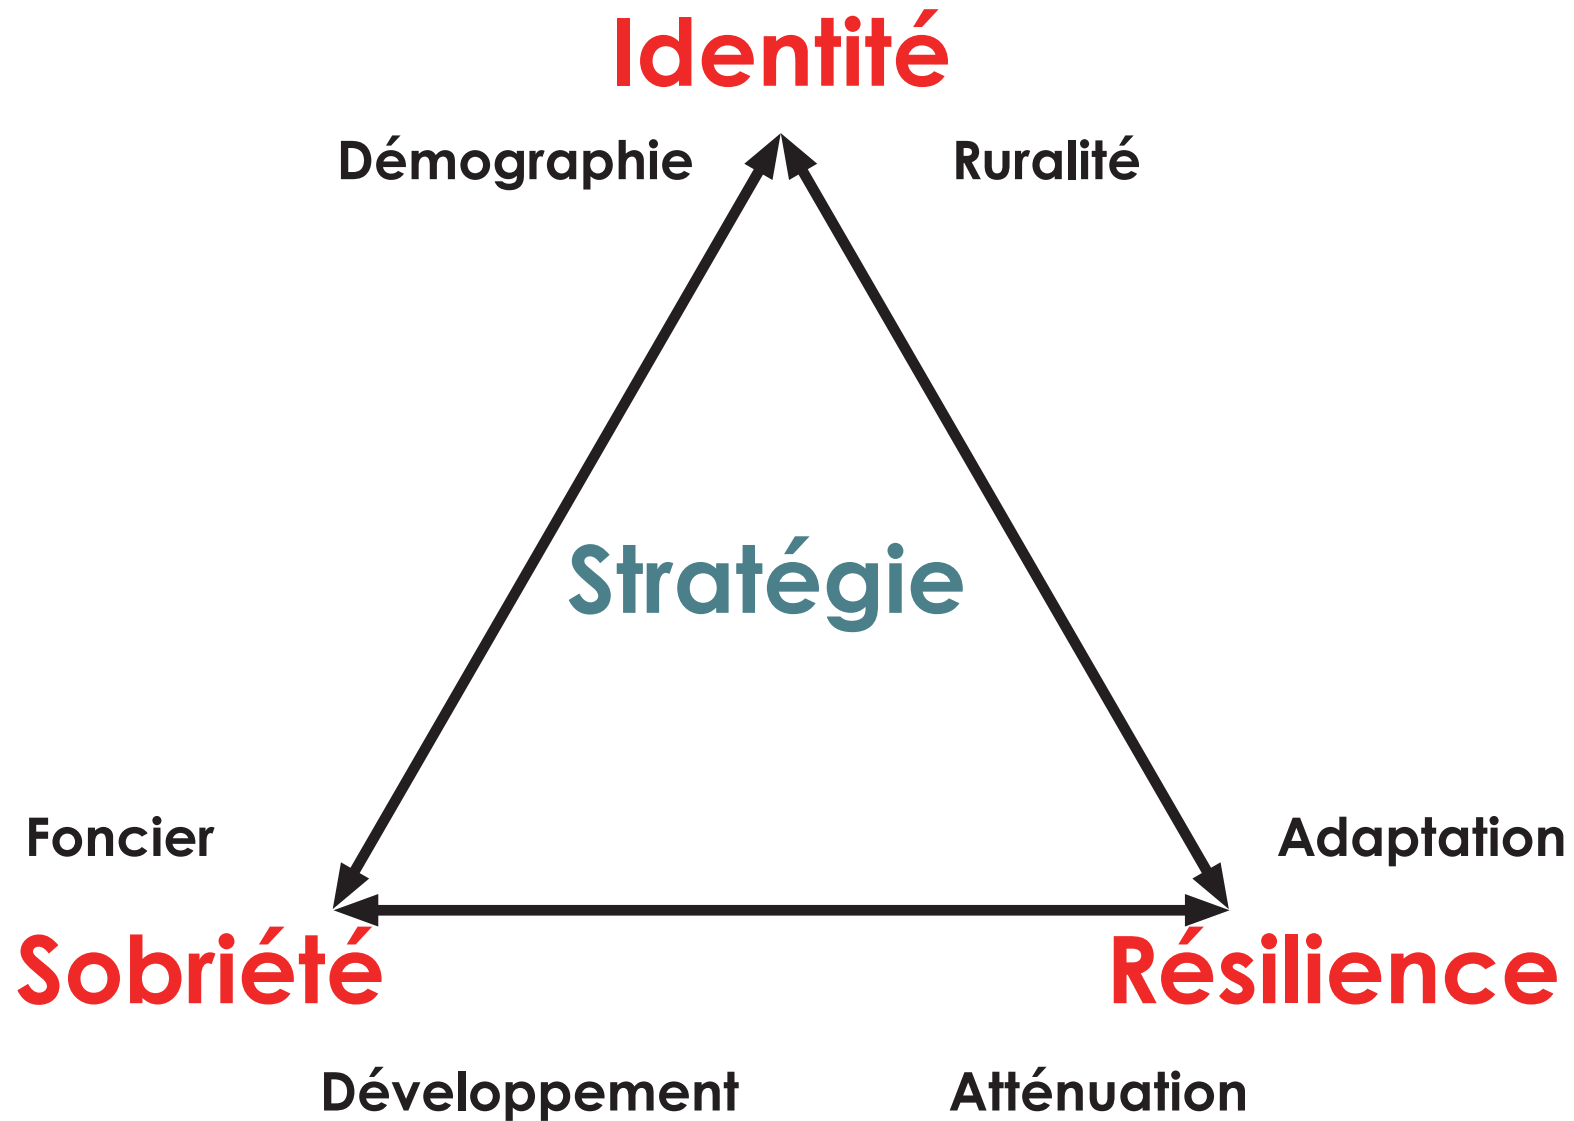 Identité
Démographie
Ruralité
Stratégie
Foncier
Adaptation
Sobriété
Résilience
Développement
Atténuation